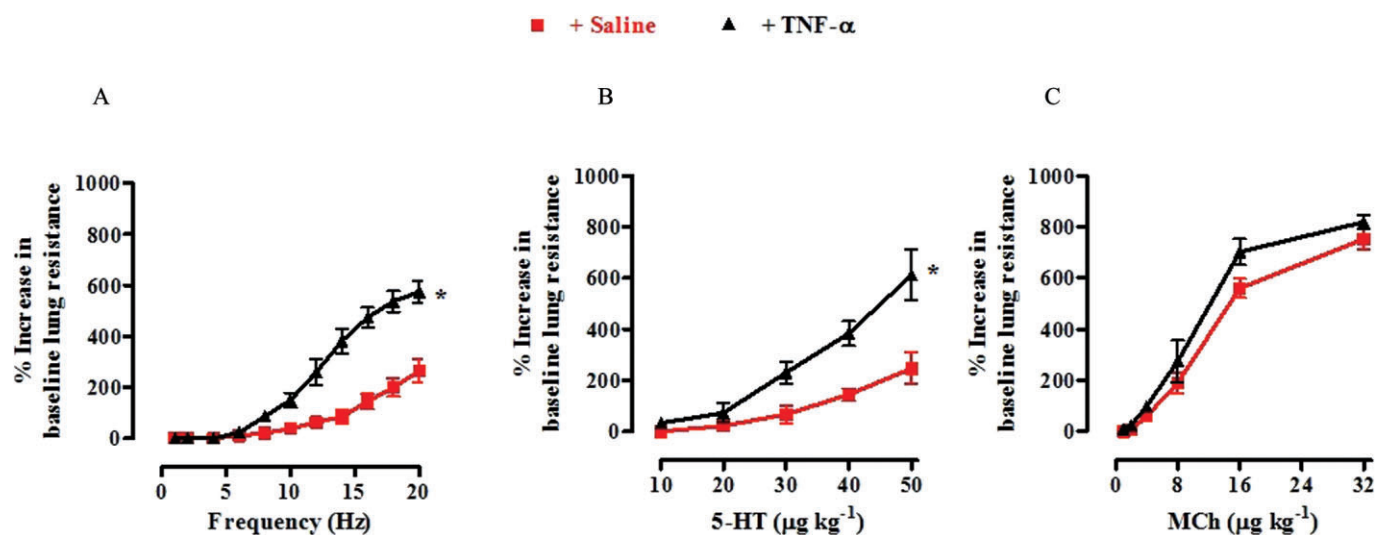 + Saline + TNF-α
A B C
% Increase in
baseline lung resistance
1000
800
600
400
200
0
*
0 5 10 15 20
Frequency (Hz)
% Increase in
baseline lung resistance
1000
800
600
400
200
0
*
10 20 30 40 50
5-HT (μg kg⁻¹)
% Increase in
baseline lung resistance
1000
800
600
400
200
0
0 8 16 24 32
MCh (μg kg⁻¹)